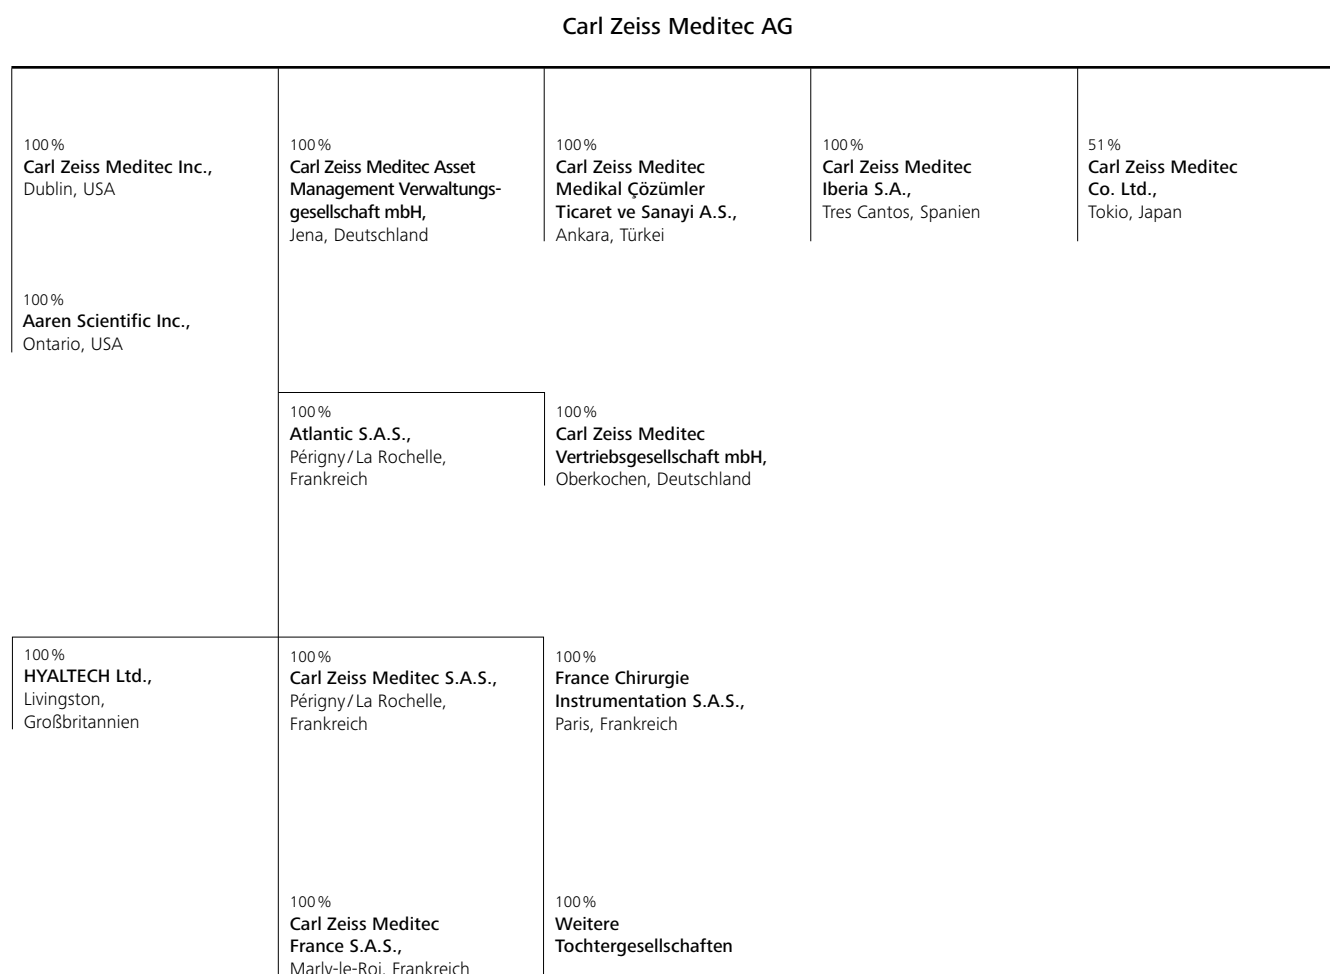 Carl Zeiss Meditec AG
100 %
Carl Zeiss Meditec Inc.,
Dublin, USA
100 %
Carl Zeiss Meditec Asset
Management Verwaltungs-
gesellschaft mbH,
Jena, Deutschland
100 %
Carl Zeiss Meditec
Medikal Çözümler
Ticaret ve Sanayi A.S.,
Ankara, Türkei
100 %
Carl Zeiss Meditec
Iberia S.A.,
Tres Cantos, Spanien
51 %
Carl Zeiss Meditec
Co. Ltd.,
Tokio, Japan
100 %
Aaren Scientific Inc.,
Ontario, USA
100 %
Atlantic S.A.S.,
Périgny / La Rochelle,
Frankreich
100 %
Carl Zeiss Meditec
Vertriebsgesellschaft mbH,
Oberkochen, Deutschland
100 %
HYALTECH Ltd.,
Livingston,
Großbritannien
100 %
Carl Zeiss Meditec S.A.S.,
Périgny / La Rochelle,
Frankreich
100 %
France Chirurgie
Instrumentation S.A.S.,
Paris, Frankreich
100 %
Carl Zeiss Meditec
France S.A.S.,
Marly-le-Roi, Frankreich
100 %
Weitere
Tochtergesellschaften